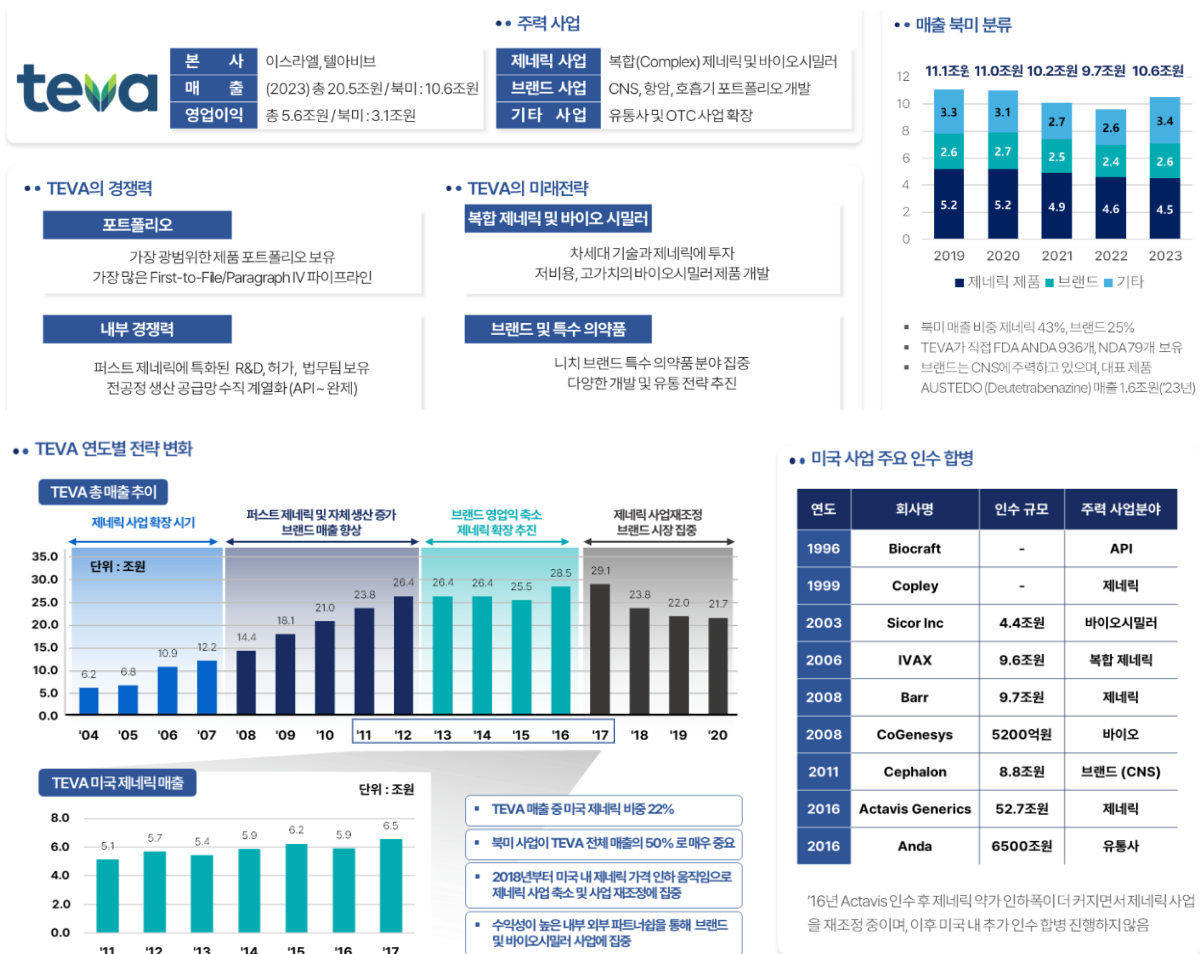 teva
본 사 이스라엘, 텔아비브
매 출 (2023) 총 20.5조원 / 북미 : 10.6조원
영업이익 총 5.6조원 / 북미 : 3.1조원
주력 사업
제네릭 사업 복합(Complex) 제네릭 및 바이오시밀러
브랜드 사업 CNS, 항암, 호흡기 포트폴리오 개발
기타 사업 유통사 및 OTC 사업 확장
TEVA의 경쟁력
포트폴리오
가장 광범위한 제품 포트폴리오 보유
가장 많은 First-to-File/Paragraph IV 파이프라인
내부 경쟁력
퍼스트 제네릭에 특화된 R&D, 허가, 법무팀 보유
전공정 생산 공급망 수직 계열화 (API ~ 완제)
TEVA의 미래전략
복합 제네릭 및 바이오 시밀러
차세대 기술과 제네릭에 투자
저비용, 고가치의 바이오시밀러 제품 개발
브랜드 및 특수 의약품
니치 브랜드 특수 의약품 분야 집중
다양한 개발 및 유통 전략 추진
매출 북미 분류
11.1조원 11.0조원 10.2조원 9.7조원 10.6조원
12
10
8
6
4
2
0
3.3 3.1 2.7 2.6 3.4
2.6 2.7 2.5 2.4 2.6
5.2 5.2 4.9 4.6 4.5
2019 2020 2021 2022 2023
제네릭 제품 브랜드 기타
북미 매출 비중 제네릭 43%, 브랜드 25%
TEVA가 직접 FDA ANDA 936개, NDA 79개 보유
브랜드는 CNS에 주력하고 있으며, 대표 제품
AUSTEDO (Deutetrabenazine) 매출 1.6조원('23년)
TEVA 연도별 전략 변화
TEVA 총 매출 추이
제네릭 사업 확장 시기
퍼스트 제네릭 및 자체생산 증가
브랜드 매출 향상
브랜드 영업익 축소
제네릭 확장 추진
제네릭 사업재조정
브랜드 시장 집중
단위 : 조원
35.0
30.0
25.0
20.0
15.0
10.0
5.0
0.0
6.2 6.8 10.9 12.2 14.4 18.1 21.0 23.8 26.4 26.4 26.4 25.5 28.5 29.1 23.8 22.0 21.7
'04 '05 '06 '07 '08 '09 '10 '11 '12 '13 '14 '15 '16 '17 '18 '19 '20
TEVA 미국 제네릭 매출
단위 : 조원
8.0
6.0
4.0
2.0
0.0
5.1 5.7 5.4 5.9 6.2 5.9 6.5
'11 '12 '13 '14 '15 '16 '17
TEVA 매출 중 미국 제네릭 비중 22%
북미 사업이 TEVA 전체 매출의 50% 로 매우 중요
2018년부터 미국 내 제네릭 가격 인하 움직임으로
제네릭 사업 축소 및 사업 재조정에 집중
수익성이 높은 내부 외부 파트너쉽을 통해 브랜드
및 바이오시밀러 사업에 집중
미국 사업 주요 인수 합병
연도 회사명 인수 규모 주력 사업분야
1996 Biocraft - API
1999 Copley - 제네릭
2003 Sicor Inc 4.4조원 바이오시밀러
2006 IVAX 9.6조원 복합 제네릭
2008 Barr 9.7조원 제네릭
2008 CoGenesys 5200억원 바이오
2011 Cephalon 8.8조원 브랜드 (CNS)
2016 Actavis Generics 52.7조원 제네릭
2016 Anda 6500조원 유통사
'16년 Actavis 인수 후 제네릭 약가 인하폭이 더 커지면서 제네릭 사업
을 재조정 중이며, 이후 미국 내 추가 인수 합병 진행하지 않음